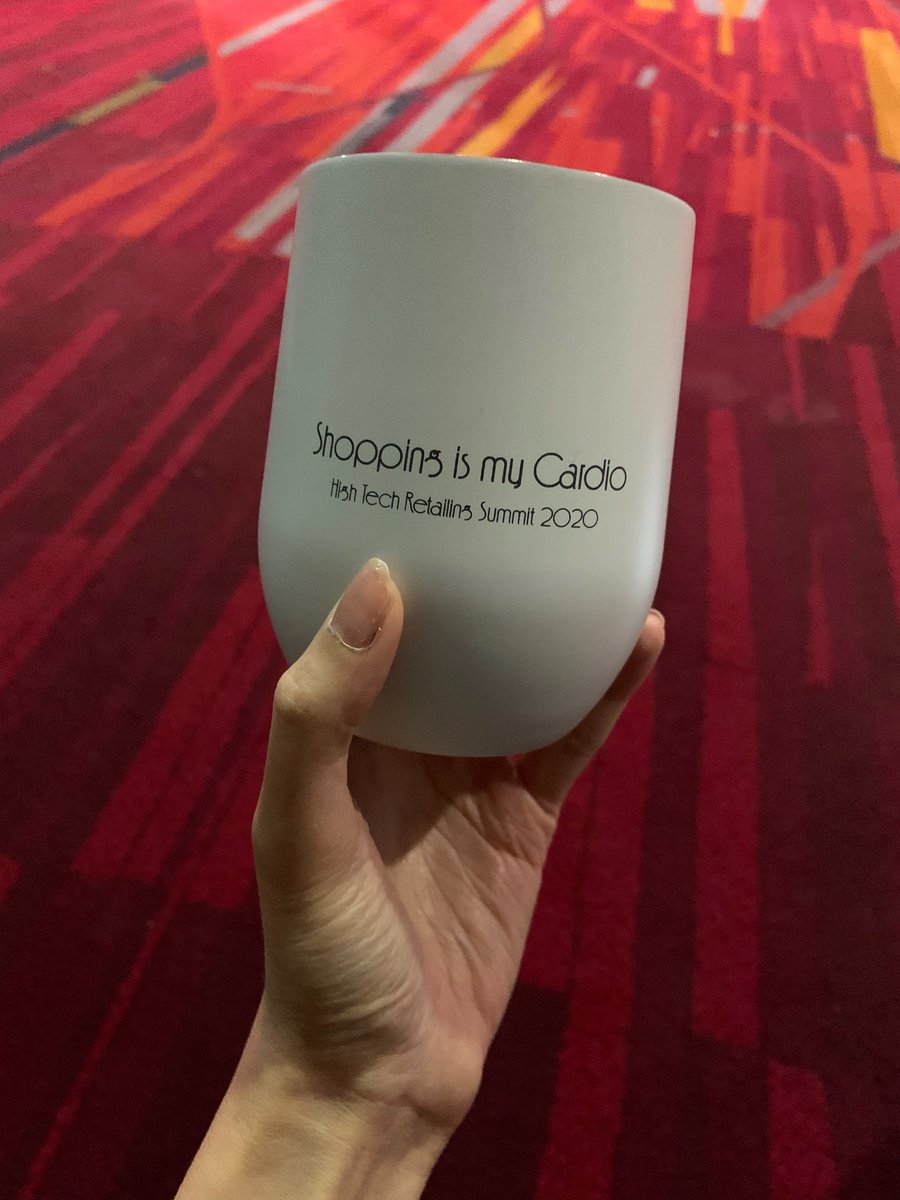 Shopping is my Cardio
High Tech Retailing Summit 2020